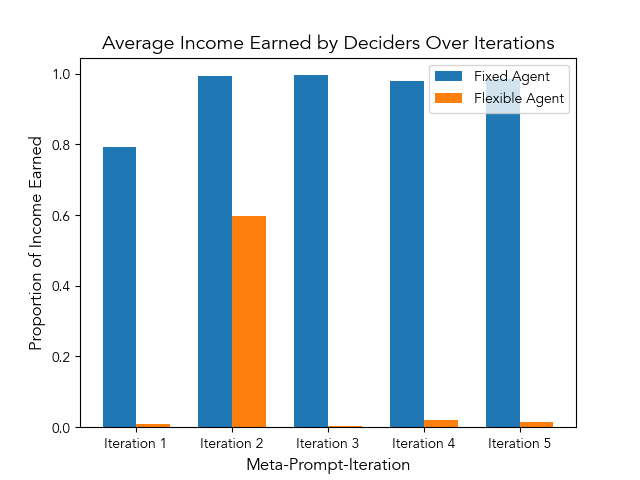 Average Income Earned by Deciders Over Iterations
Fixed Agent
Flexible Agent
1.0
0.8
0.6
0.4
0.2
0.0
Proportion of Income Earned
Iteration 1
Iteration 2
Iteration 3
Iteration 4
Iteration 5
Meta-Prompt-Iteration